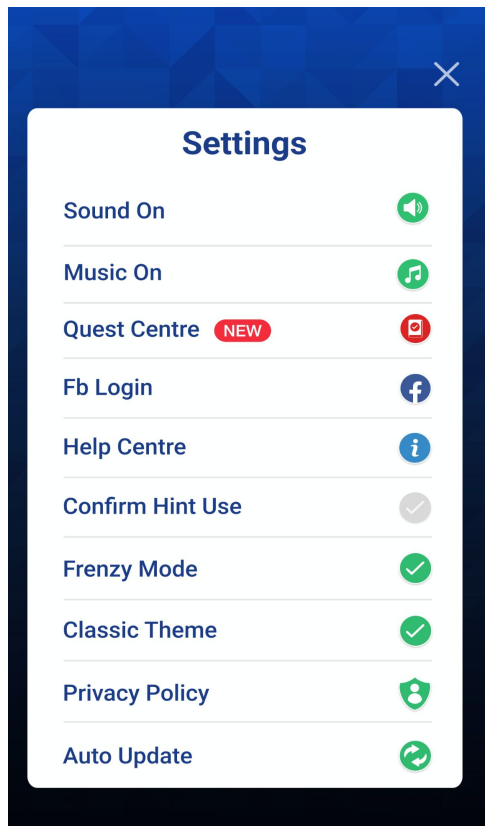 Settings
Sound On
Music On
Quest Centre NEW
Fb Login
Help Centre
Confirm Hint Use
Frenzy Mode
Classic Theme
Privacy Policy
Auto Update